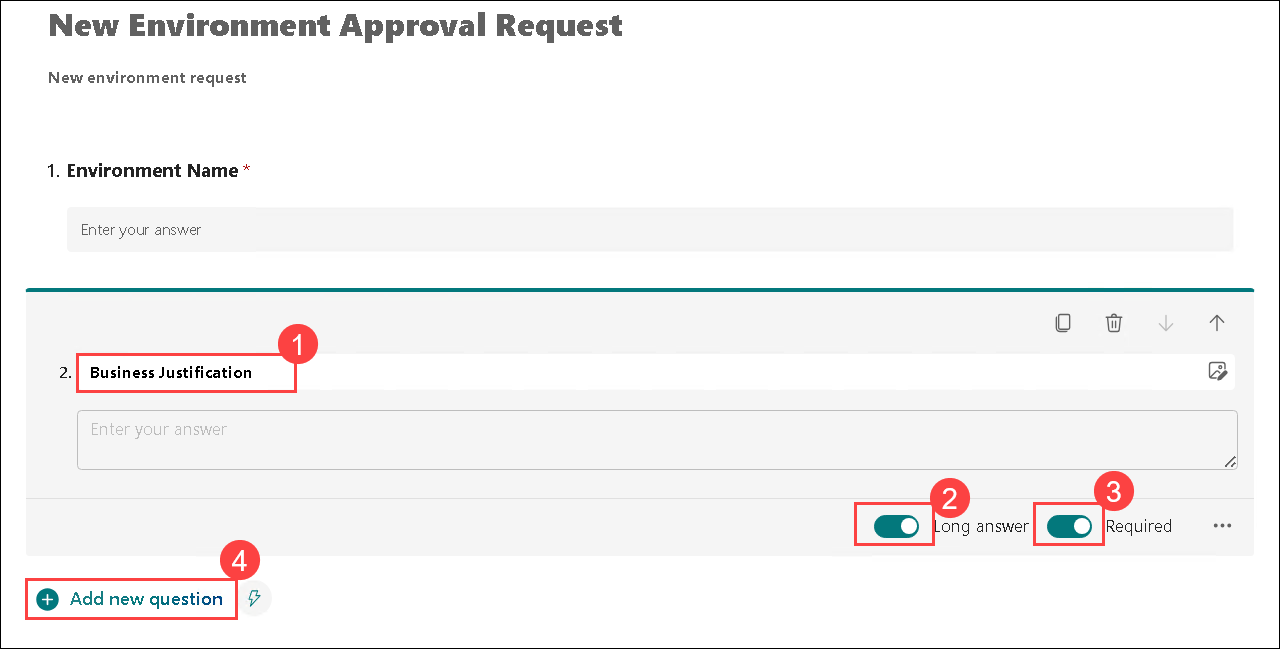 New Environment Approval Request
New environment request
1. Environment Name *
Enter your answer
1
2. Business Justification
Enter your answer
2
3
Long answer
Required
4
Add new question